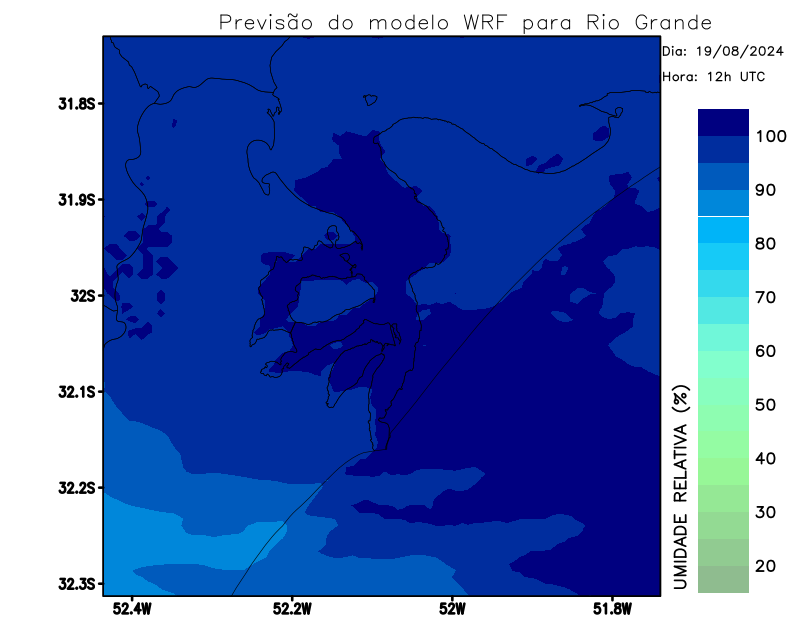 Previsão do modelo WRF para Rio Grande
Dia: 19/08/2024
Hora: 12h UTC
31.8S
31.9S
32S
32.1S
32.2S
32.3S
52.4W
52.2W
52W
51.8W
100
90
80
70
60
50
40
30
20
UMIDADE RELATIVA (%)